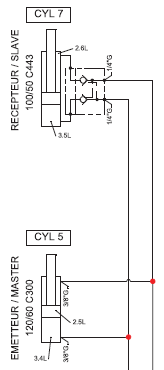 CYL 7
2.6L
RECEPTEUR / SLAVE
100/50 C443
1/4"G
1/4"G
3.5L
CYL 5
EMETTEUR / MASTER
120/60 C300
3/8"G
2.5L
3.4L
3/8"G